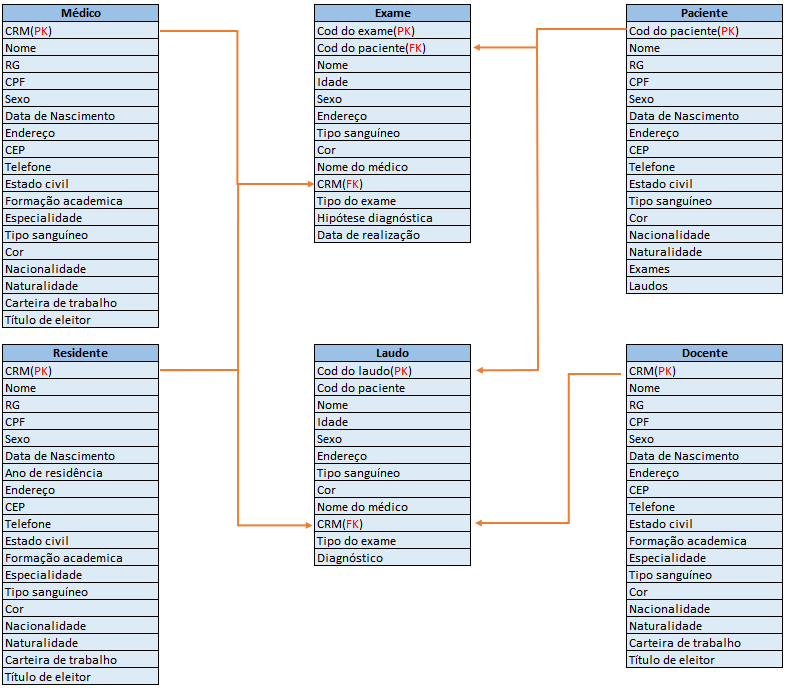 Médico
CRM(PK)
Nome
RG
CPF
Sexo
Data de Nascimento
Endereço
CEP
Telefone
Estado civil
Formação academica
Especialidade
Tipo sanguíneo
Cor
Nacionalidade
Naturalidade
Carteira de trabalho
Título de eleitor
Exame
Cod do exame(PK)
Cod do paciente(FK)
Nome
Idade
Sexo
Endereço
Tipo sanguíneo
Cor
Nome do médico
CRM(FK)
Tipo do exame
Hipótese diagnóstica
Data de realização
Paciente
Cod do paciente(PK)
Nome
RG
CPF
Sexo
Data de Nascimento
Endereço
CEP
Telefone
Estado civil
Tipo sanguíneo
Cor
Nacionalidade
Naturalidade
Exames
Laudos
Residente
CRM(PK)
Nome
RG
CPF
Sexo
Data de Nascimento
Ano de residência
Endereço
CEP
Telefone
Estado civil
Formação academica
Especialidade
Tipo sanguíneo
Cor
Nacionalidade
Naturalidade
Carteira de trabalho
Título de eleitor
Laudo
Cod do laudo(PK)
Cod do paciente
Nome
Idade
Sexo
Endereço
Tipo sanguíneo
Cor
Nome do médico
CRM(FK)
Tipo do exame
Diagnóstico
Docente
CRM(PK)
Nome
RG
CPF
Sexo
Data de Nascimento
Endereço
CEP
Telefone
Estado civil
Formação academica
Especialidade
Tipo sanguíneo
Cor
Nacionalidade
Naturalidade
Carteira de trabalho
Título de eleitor